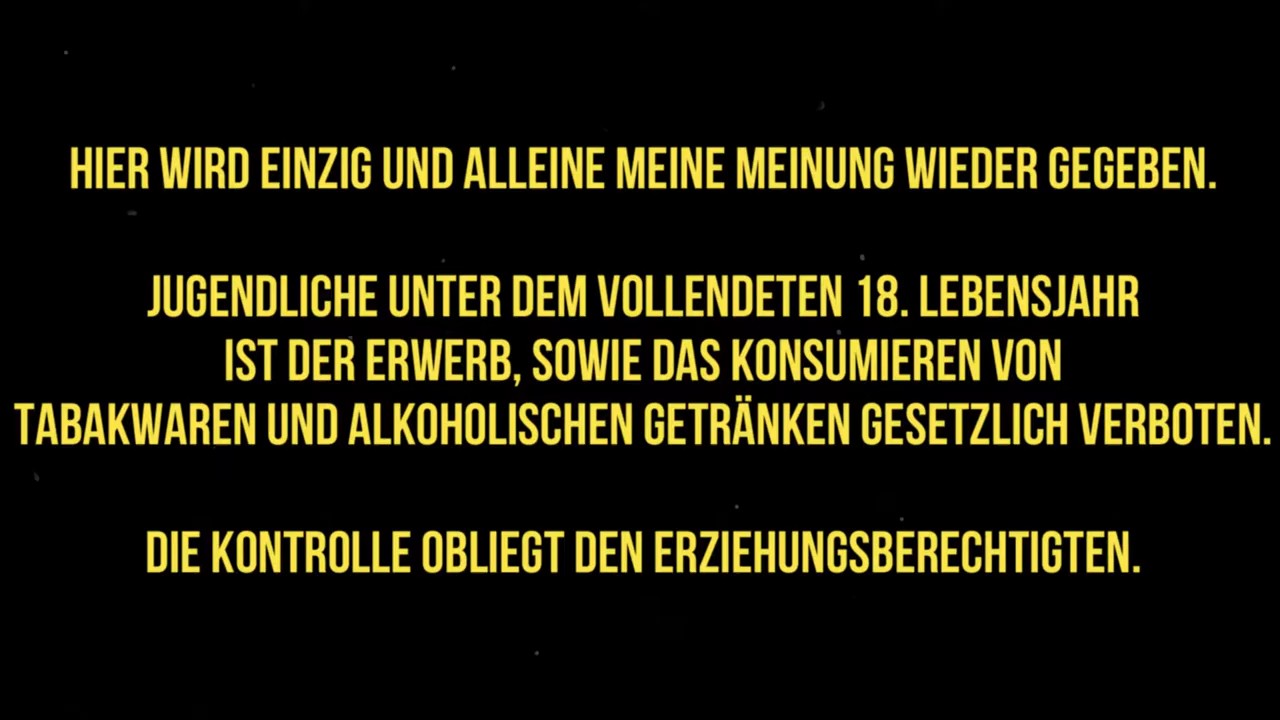 HIER WIRD EINZIG UND ALLEINE MEINE MEINUNG WIEDER GEGEBEN.
JUGENDLICHE UNTER DEM VOLLENDETEN 18. LEBENSJAHR
IST DER ERWERB, SOWIE DAS KONSUMIEREN VON
TABAKWAREN UND ALKOHOLISCHEN GETRÄNKEN GESETZLICH VERBOTEN.
DIE KONTROLLE OBLIEGT DEN ERZIEHUNGSBERECHTIGTEN.